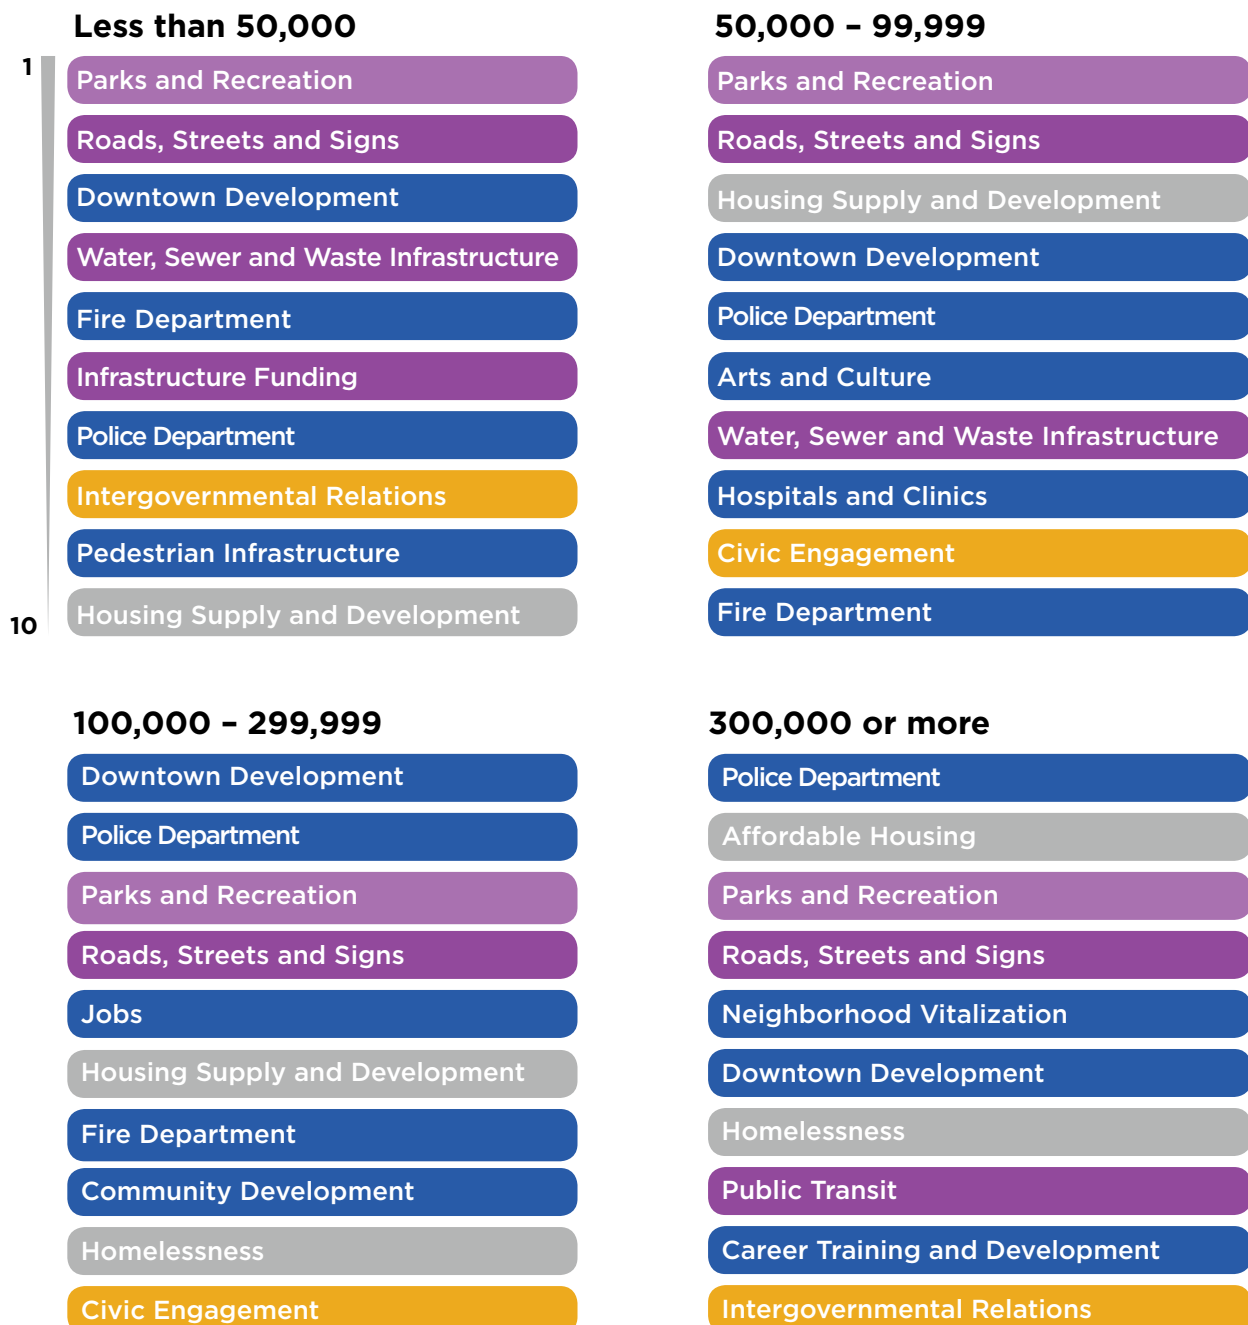 Less than 50,000
1
Parks and Recreation
Roads, Streets and Signs
Downtown Development
Water, Sewer and Waste Infrastructure
Fire Department
Infrastructure Funding
Police Department
Intergovernmental Relations
Pedestrian Infrastructure
Housing Supply and Development
10
50,000 – 99,999
Parks and Recreation
Roads, Streets and Signs
Housing Supply and Development
Downtown Development
Police Department
Arts and Culture
Water, Sewer and Waste Infrastructure
Hospitals and Clinics
Civic Engagement
Fire Department
100,000 – 299,999
Downtown Development
Police Department
Parks and Recreation
Roads, Streets and Signs
Jobs
Housing Supply and Development
Fire Department
Community Development
Homelessness
Civic Engagement
300,000 or more
Police Department
Affordable Housing
Parks and Recreation
Roads, Streets and Signs
Neighborhood Vitalization
Downtown Development
Homelessness
Public Transit
Career Training and Development
Intergovernmental Relations